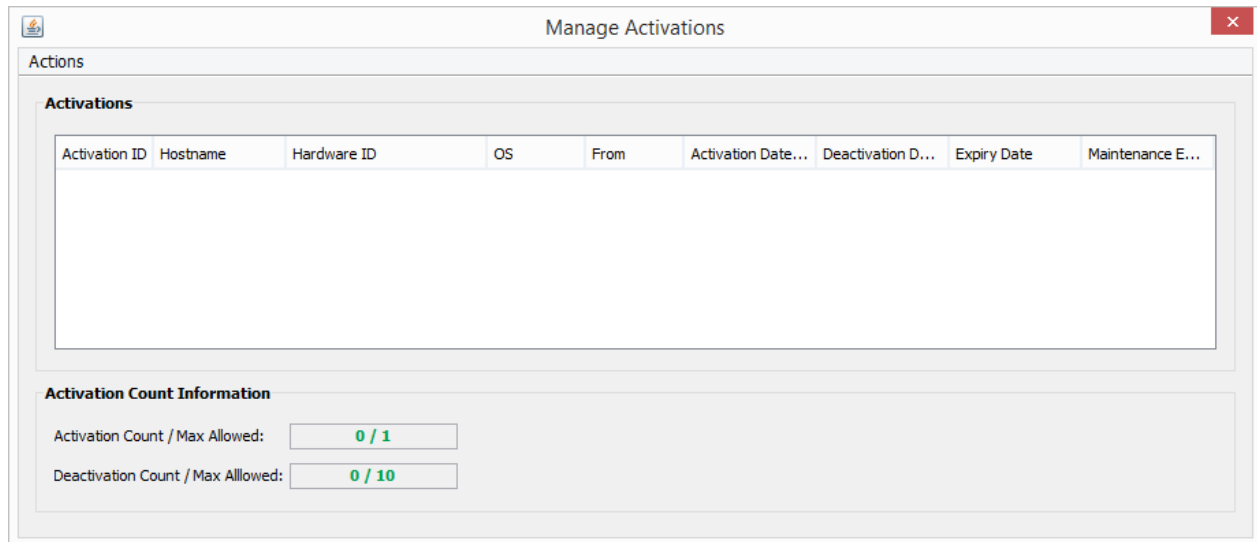 Manage Activations
Actions
Activations
Activation ID Hostname Hardware ID OS From Activation Date... Deactivation D... Expiry Date Maintenance E...
Activation Count Information
Activation Count / Max Allowed: 0 / 1
Deactivation Count / Max Alllowed: 0 / 10